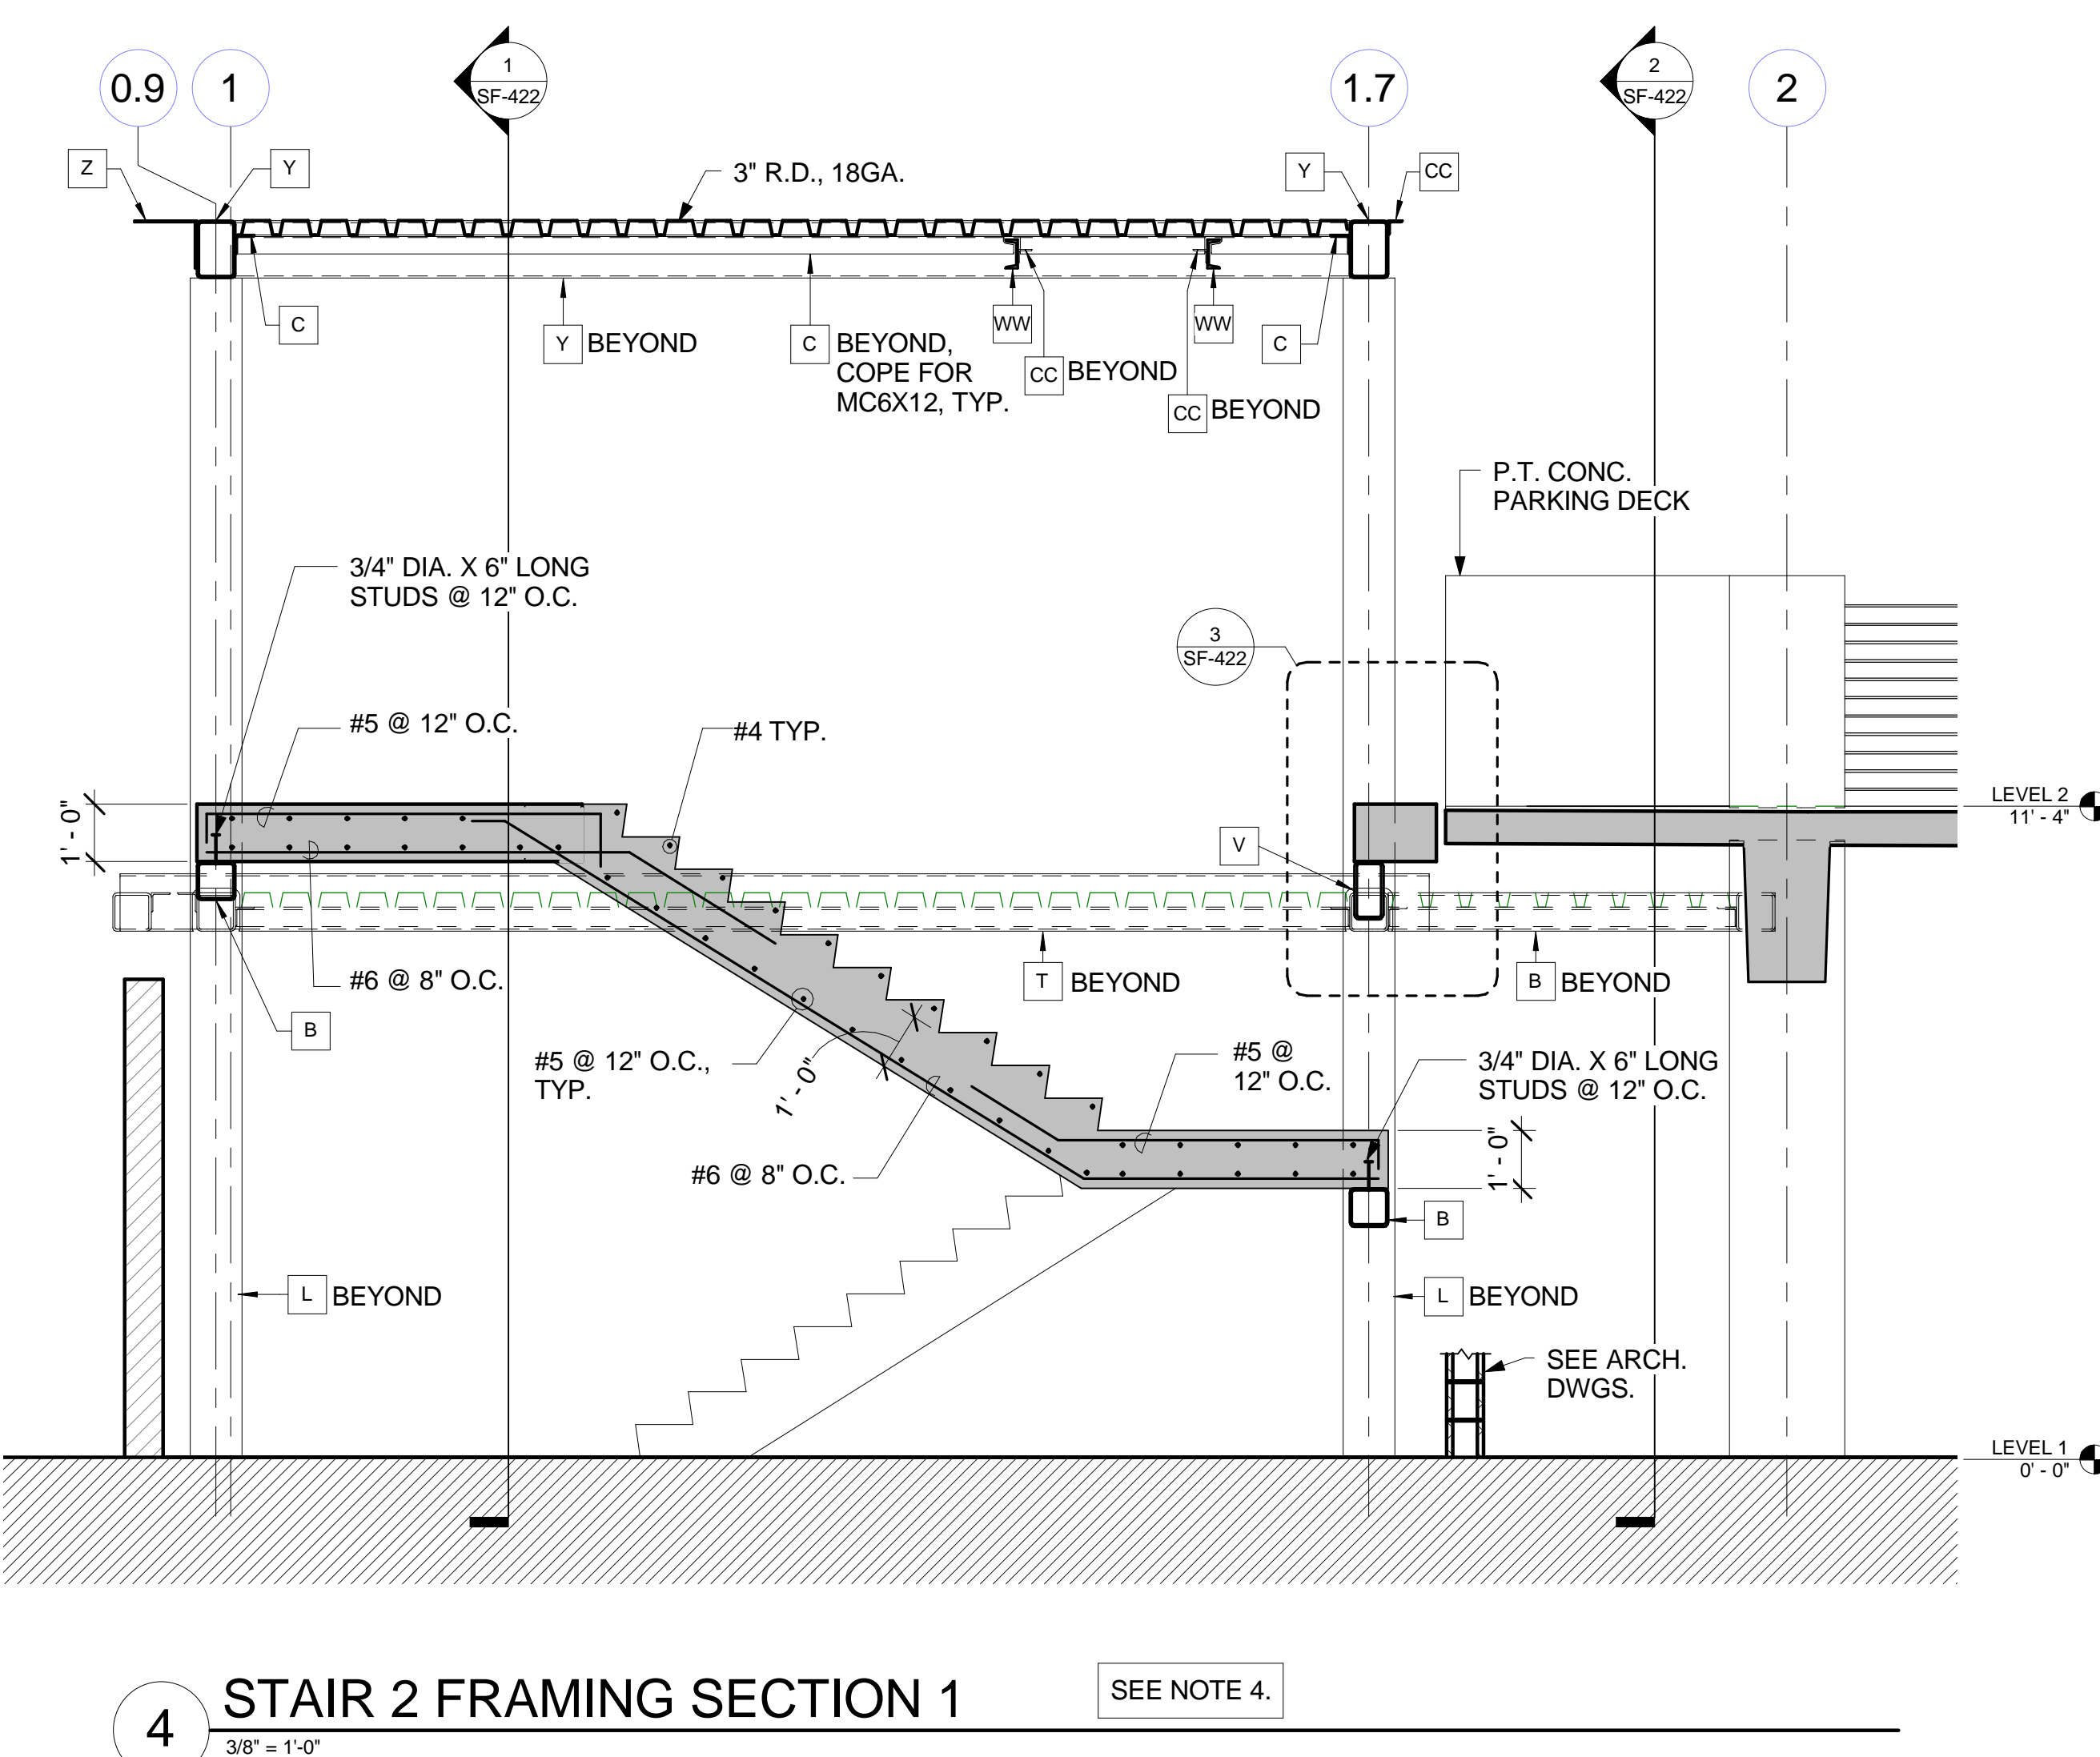 0.9
1
1
SF-422
1.7
2
SF-422
2
Z
Y
3" R.D., 18GA.
Y
CC
C
Y BEYOND
C BEYOND,
COPE FOR
MC6X12, TYP.
WW
CC BEYOND
WW
CC BEYOND
C
P.T. CONC.
PARKING DECK
3/4" DIA. X 6" LONG
STUDS @ 12" O.C.
3
SF-422
#5 @ 12" O.C.
#4 TYP.
1' - 0"
LEVEL 2
11' - 4"
V
#6 @ 8" O.C.
B
T BEYOND
B BEYOND
#5 @ 12" O.C.,
TYP.
1' - 0"
#5 @
12" O.C.
3/4" DIA. X 6" LONG
STUDS @ 12" O.C.
#6 @ 8" O.C.
1' - 0"
B
L BEYOND
L BEYOND
SEE ARCH.
DWGS.
LEVEL 1
0' - 0"
4
STAIR 2 FRAMING SECTION 1
SEE NOTE 4.
3/8" = 1'-0"